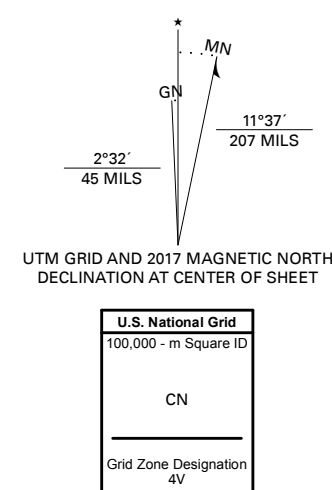 ★
MN
GN
11°37´
207 MILS
2°32´
45 MILS
UTM GRID AND 2017 MAGNETIC NORTH
DECLINATION AT CENTER OF SHEET
U.S. National Grid
100,000 - m Square ID
CN
Grid Zone Designation
4V